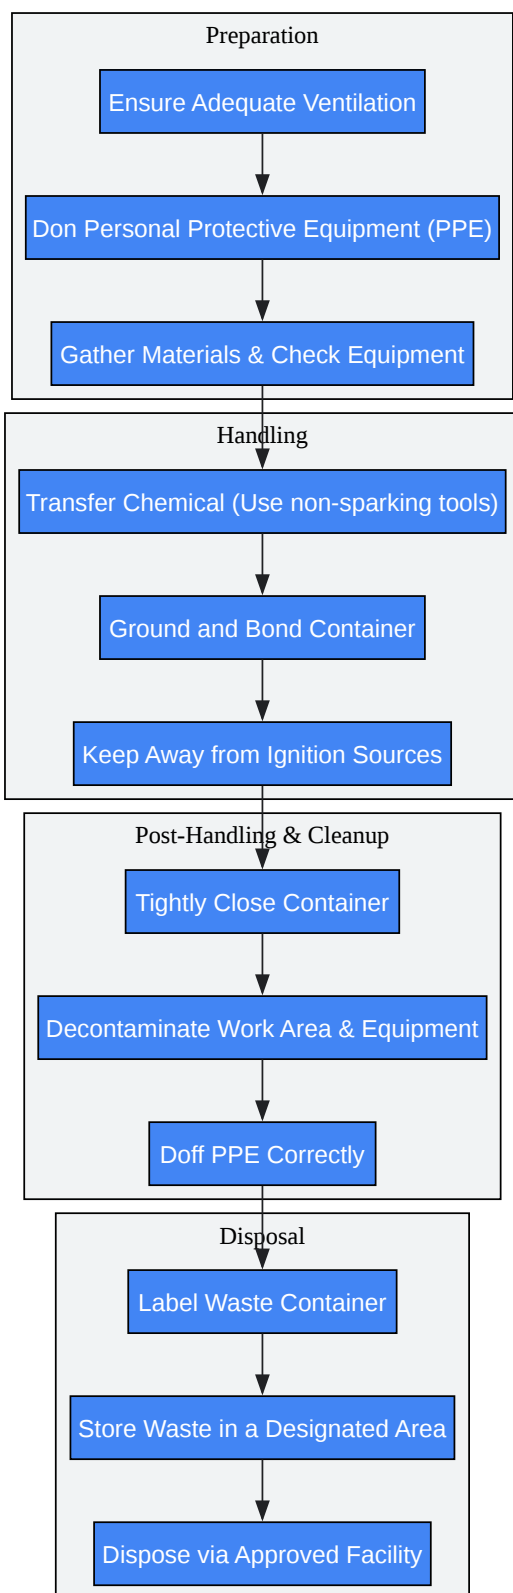 Preparation
Ensure Adequate Ventilation
Don Personal Protective Equipment (PPE)
Gather Materials & Check Equipment
Handling
Transfer Chemical (Use non-sparking tools)
Ground and Bond Container
Keep Away from Ignition Sources
Post-Handling & Cleanup
Tightly Close Container
Decontaminate Work Area & Equipment
Doff PPE Correctly
Disposal
Label Waste Container
Store Waste in a Designated Area
Dispose via Approved Facility